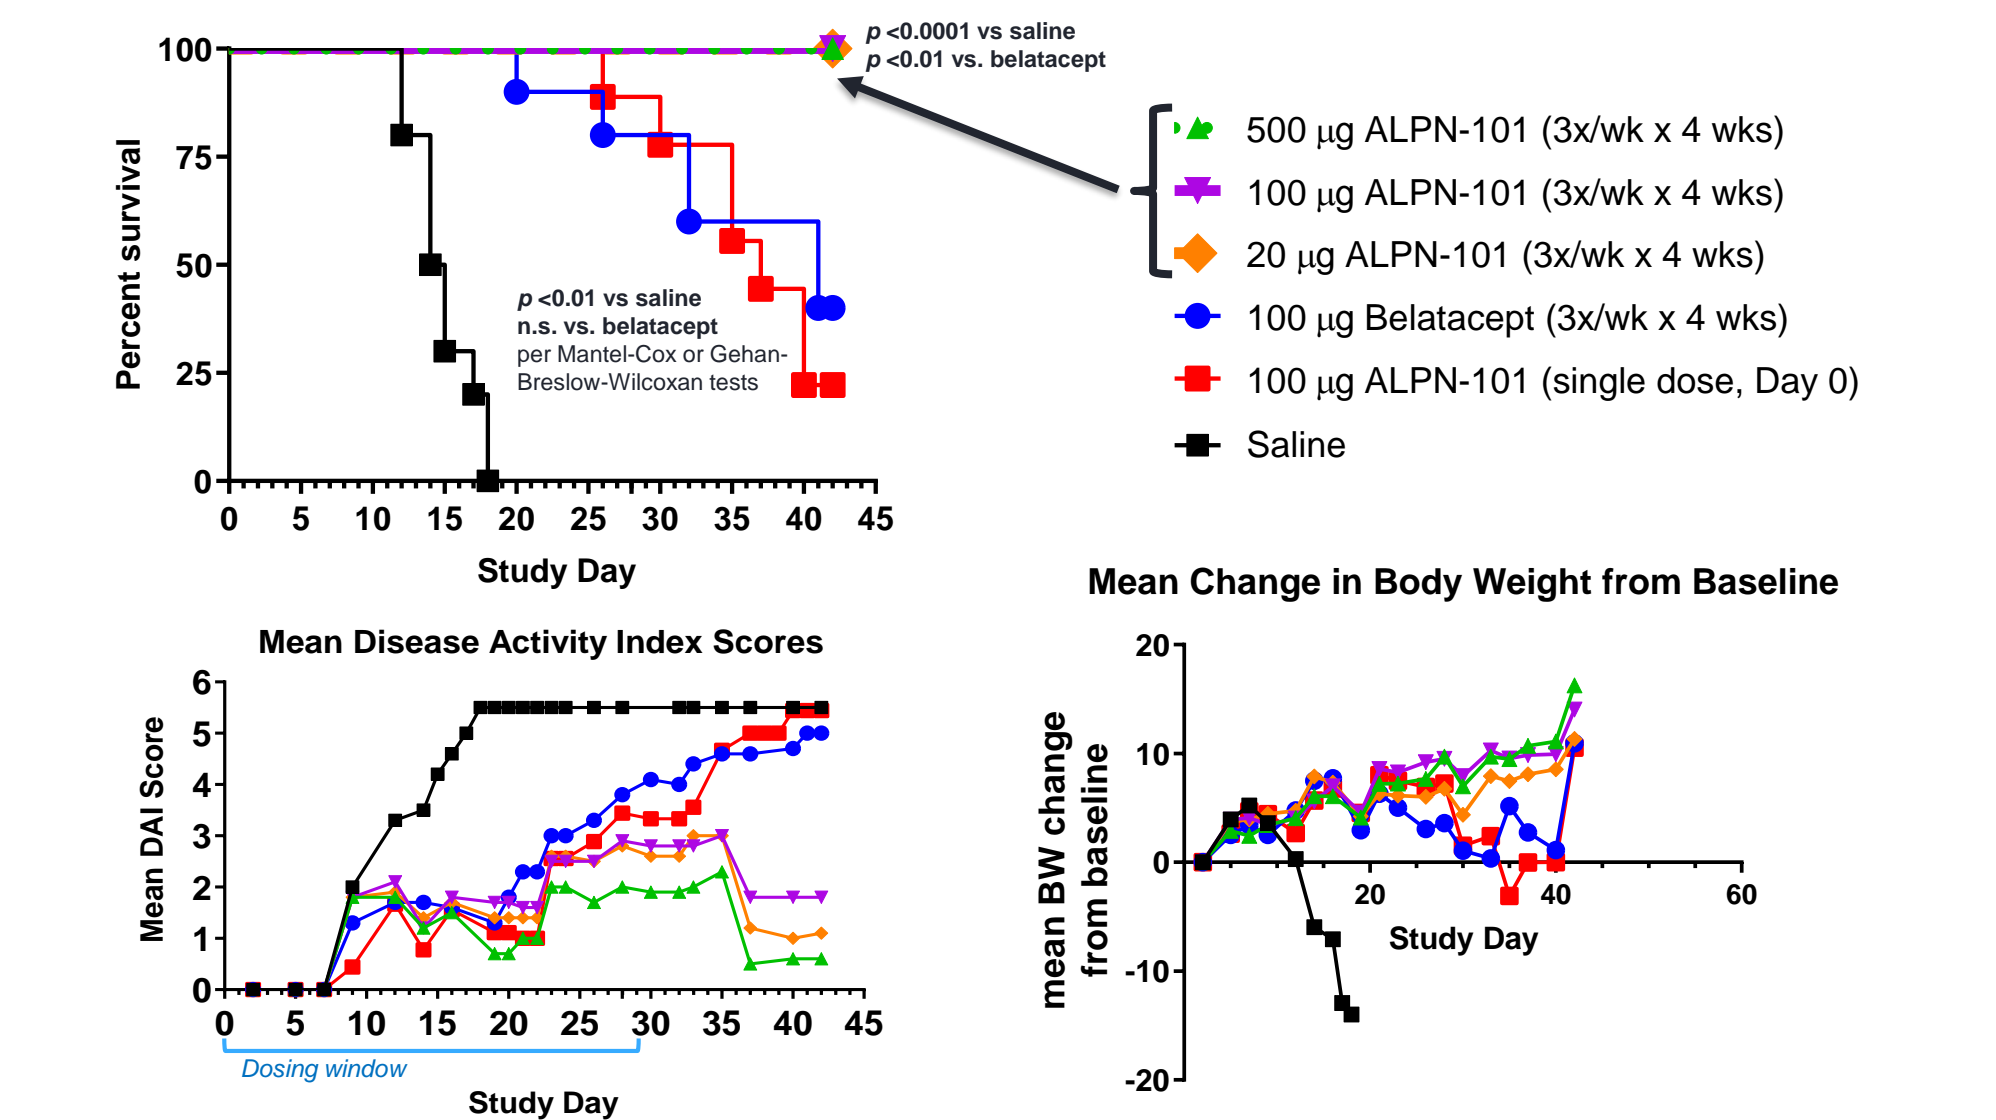 p <0.0001 vs saline
p <0.01 vs. belatacept
100
75
50
25
0
Percent survival
p <0.01 vs saline
n.s. vs. belatacept
per Mantel-Cox or Gehan-
Breslow-Wilcoxan tests
0 5 10 15 20 25 30 35 40 45
Study Day
500 μg ALPN-101 (3x/wk x 4 wks)
100 μg ALPN-101 (3x/wk x 4 wks)
20 μg ALPN-101 (3x/wk x 4 wks)
100 μg Belatacept (3x/wk x 4 wks)
100 μg ALPN-101 (single dose, Day 0)
Saline
Mean Disease Activity Index Scores
6
5
4
3
2
1
0
Mean DAI Score
0 5 10 15 20 25 30 35 40 45
Dosing window
Study Day
Mean Change in Body Weight from Baseline
20
10
0
-10
-20
mean BW change
from baseline
20 40 60
Study Day